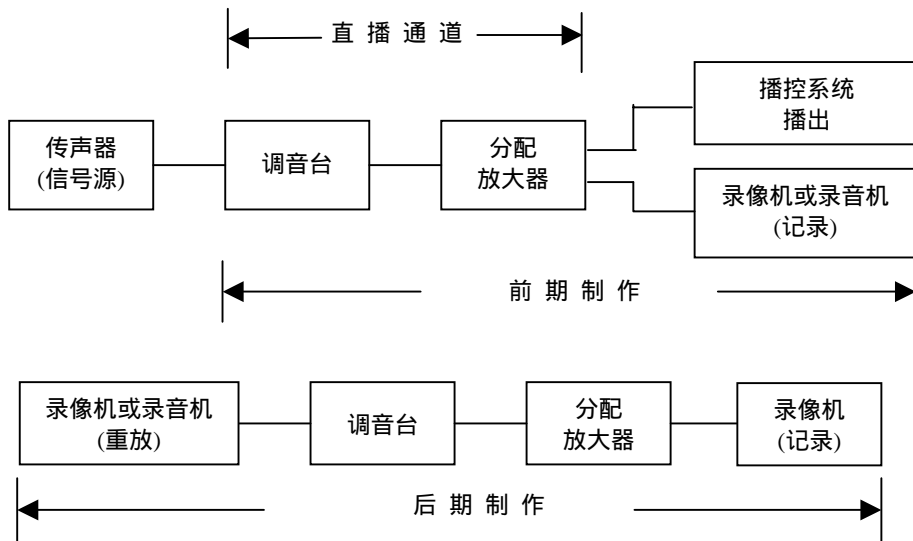 直播通道
播控系统
播出
传声器
(信号源)
调音台
分配
放大器
录像机或录音机
(记录)
前期制作
录像机或录音机
(重放)
调音台
分配
放大器
录像机
(记录)
后期制作